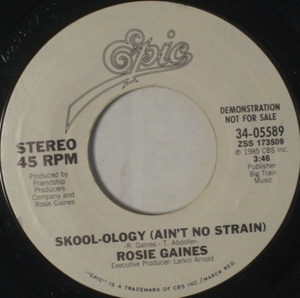 Epic
DEMONSTRATION
NOT FOR SALE
34-05589
ZSS 173509
℗ 1985 CBS Inc.
3:46
Publisher
Big Train
Music
STEREO
45 RPM
Produced by
Friendship
Producers
Company
and Rosie
Gaines
SKOOL-OLOGY (AIN'T NO STRAIN)
-R. Gaines - T. Abdoller-
ROSIE GAINES
Executive Producer: Larkin Arnold
"EPIC" IS A TRADEMARK OF CBS INC./MARCA REG.